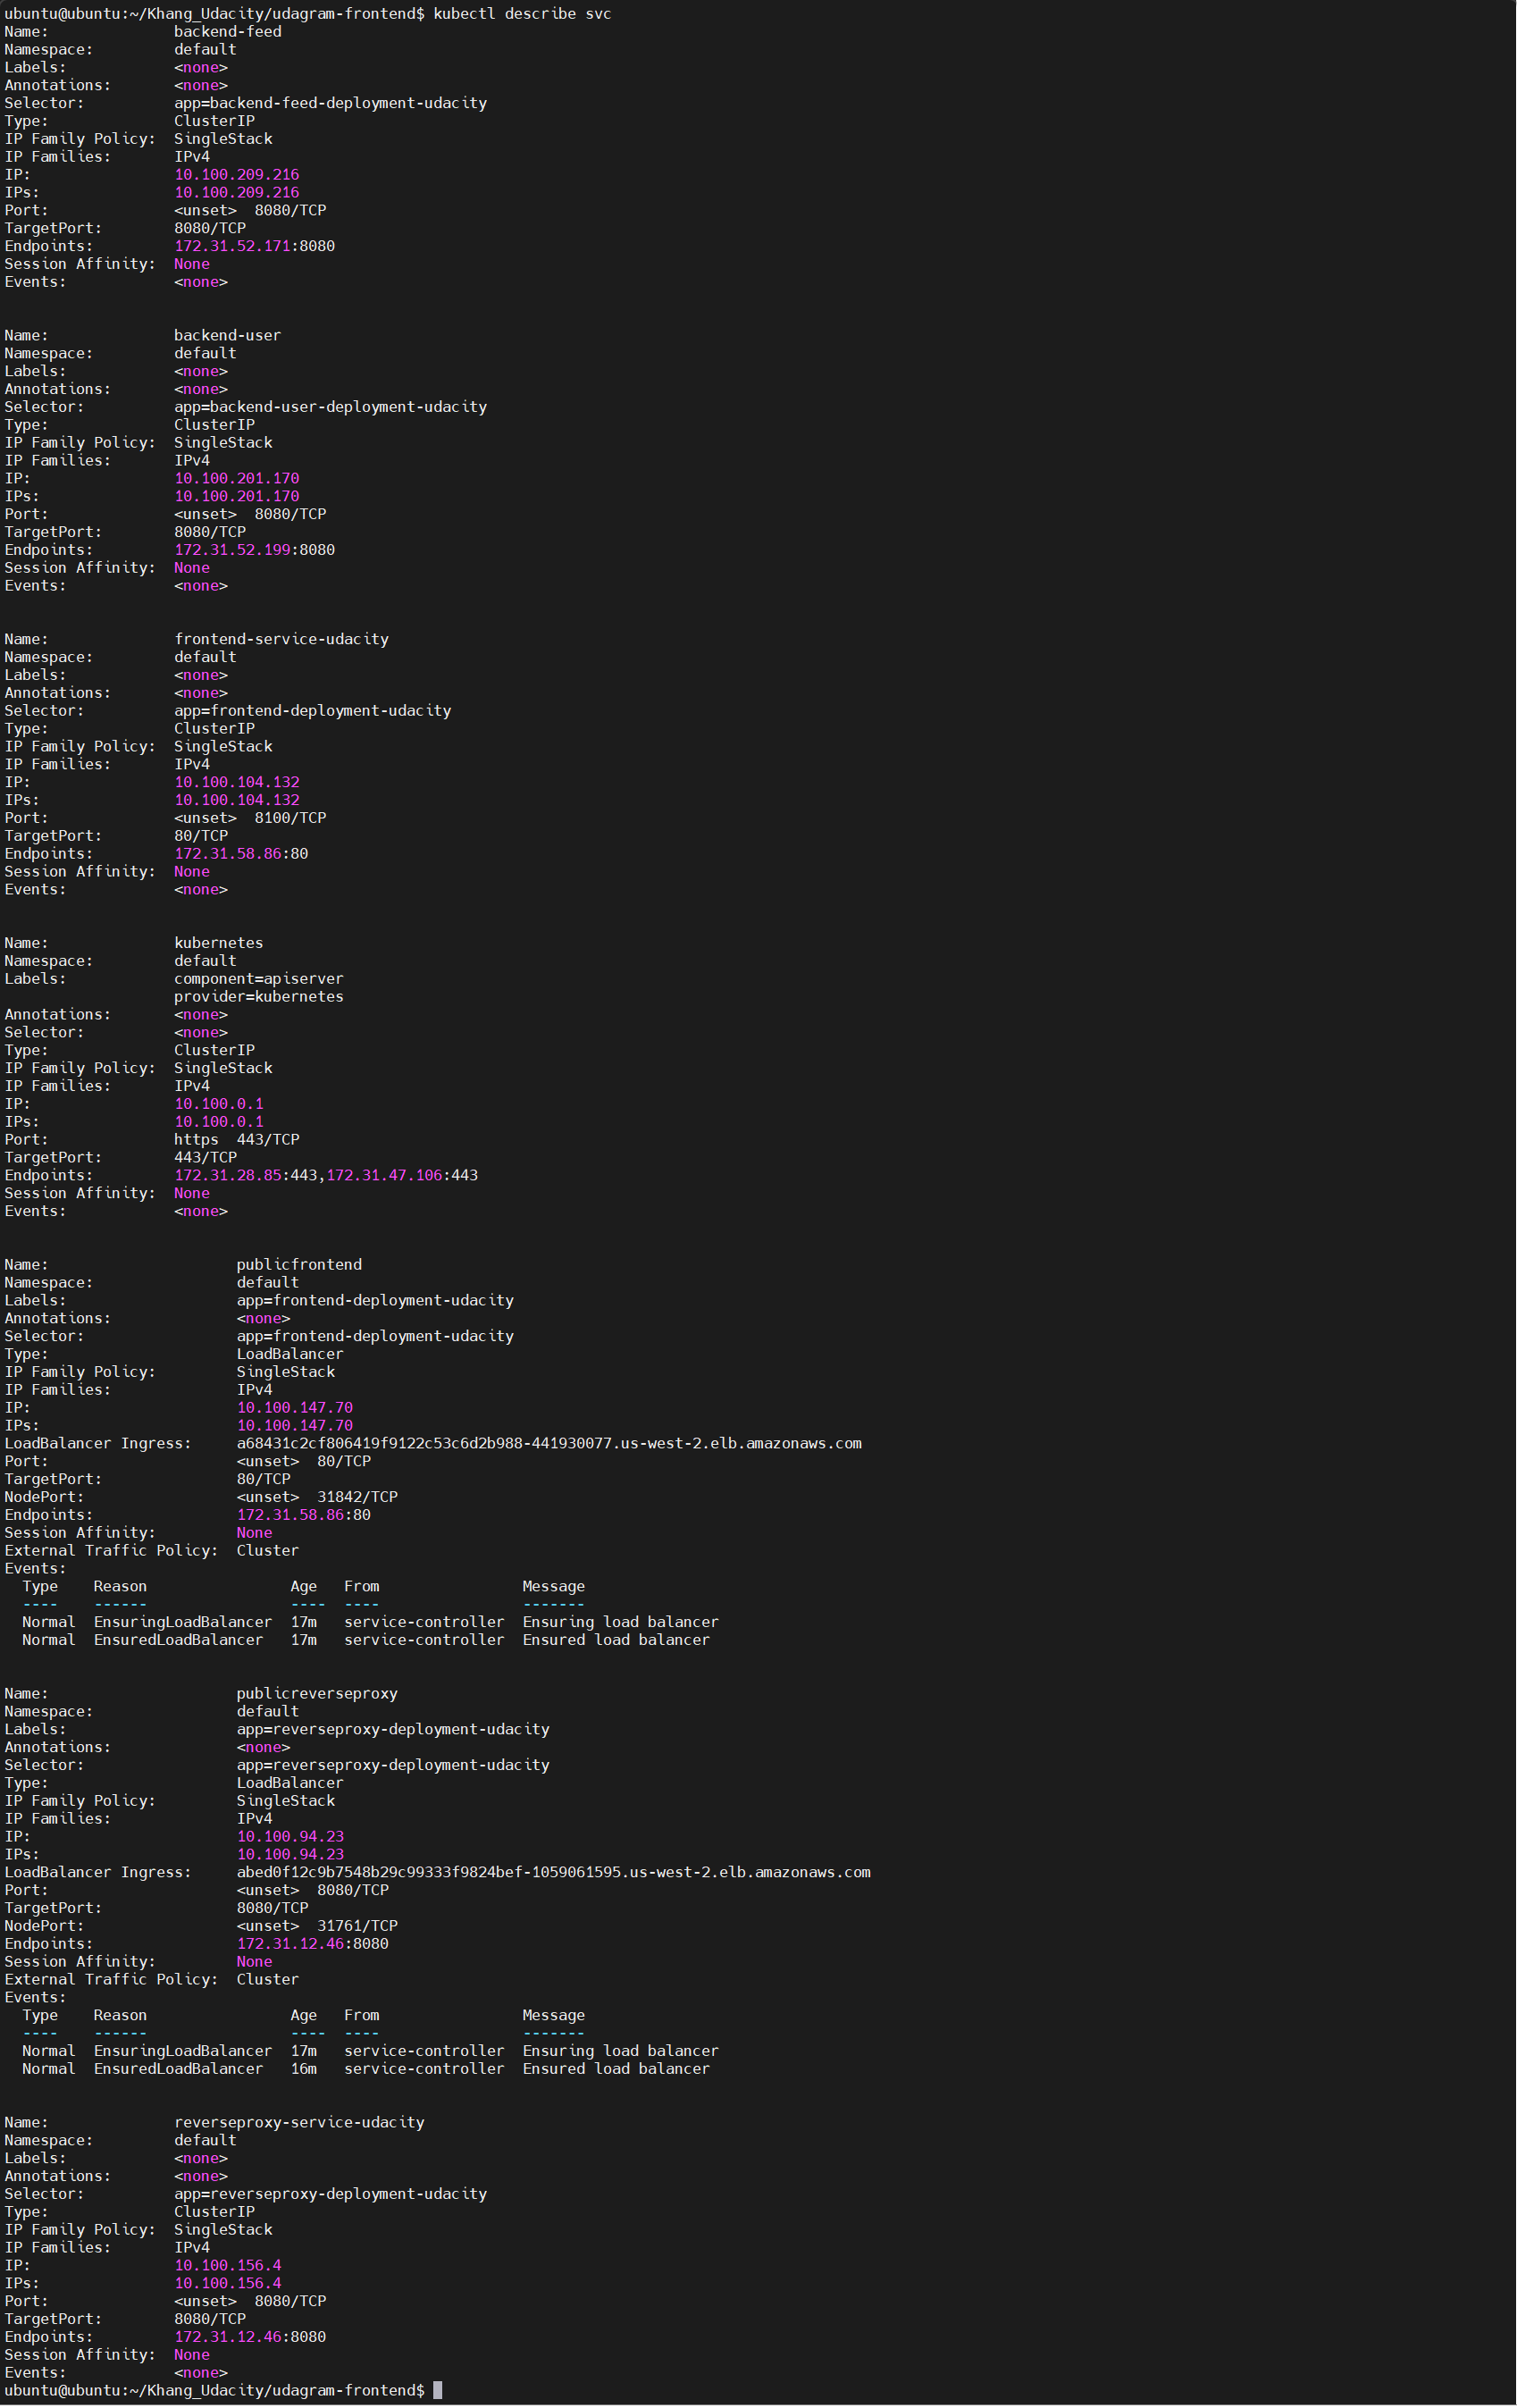 ubuntu@ubuntu:~/Khang_Udacity/udagram-frontend$ kubectl describe svc
Name:              backend-feed
Namespace:         default
Labels:            <none>
Annotations:       <none>
Selector:          app=backend-feed-deployment-udacity
Type:              ClusterIP
IP Family Policy:  SingleStack
IP Families:       IPv4
IP:                10.100.209.216
IPs:               10.100.209.216
Port:              <unset>  8080/TCP
TargetPort:        8080/TCP
Endpoints:         172.31.52.171:8080
Session Affinity:  None
Events:            <none>

Name:              backend-user
Namespace:         default
Labels:            <none>
Annotations:       <none>
Selector:          app=backend-user-deployment-udacity
Type:              ClusterIP
IP Family Policy:  SingleStack
IP Families:       IPv4
IP:                10.100.201.170
IPs:               10.100.201.170
Port:              <unset>  8080/TCP
TargetPort:        8080/TCP
Endpoints:         172.31.52.199:8080
Session Affinity:  None
Events:            <none>

Name:              frontend-service-udacity
Namespace:         default
Labels:            <none>
Annotations:       <none>
Selector:          app=frontend-deployment-udacity
Type:              ClusterIP
IP Family Policy:  SingleStack
IP Families:       IPv4
IP:                10.100.104.132
IPs:               10.100.104.132
Port:              <unset>  8100/TCP
TargetPort:        80/TCP
Endpoints:         172.31.58.86:80
Session Affinity:  None
Events:            <none>

Name:              kubernetes
Namespace:         default
Labels:            component=apiserver
                   provider=kubernetes
Annotations:       <none>
Selector:          <none>
Type:              ClusterIP
IP Family Policy:  SingleStack
IP Families:       IPv4
IP:                10.100.0.1
IPs:               10.100.0.1
Port:              https  443/TCP
TargetPort:        443/TCP
Endpoints:         172.31.28.85:443,172.31.47.106:443
Session Affinity:  None
Events:            <none>

Name:                     publicfrontend
Namespace:                default
Labels:                   app=frontend-deployment-udacity
Annotations:              <none>
Selector:                 app=frontend-deployment-udacity
Type:                     LoadBalancer
IP Family Policy:         SingleStack
IP Families:              IPv4
IP:                       10.100.147.70
IPs:                      10.100.147.70
LoadBalancer Ingress:     a68431c2cf806419f9122c53c6d2b988-441930077.us-west-2.elb.amazonaws.com
Port:                     <unset>  80/TCP
TargetPort:               80/TCP
NodePort:                 <unset>  31842/TCP
Endpoints:                172.31.58.86:80
Session Affinity:         None
External Traffic Policy:  Cluster
Events:
  Type    Reason                Age   From                Message
  ----    ------                ----  ----                -------
  Normal  EnsuringLoadBalancer  17m   service-controller  Ensuring load balancer
  Normal  EnsuredLoadBalancer   17m   service-controller  Ensured load balancer

Name:                     publicreverseproxy
Namespace:                default
Labels:                   app=reverseproxy-deployment-udacity
Annotations:              <none>
Selector:                 app=reverseproxy-deployment-udacity
Type:                     LoadBalancer
IP Family Policy:         SingleStack
IP Families:              IPv4
IP:                       10.100.94.23
IPs:                      10.100.94.23
LoadBalancer Ingress:     abed0f12c9b7548b29c99333f9824bef-1059061595.us-west-2.elb.amazonaws.com
Port:                     <unset>  8080/TCP
TargetPort:               8080/TCP
NodePort:                 <unset>  31761/TCP
Endpoints:                172.31.12.46:8080
Session Affinity:         None
External Traffic Policy:  Cluster
Events:
  Type    Reason                Age   From                Message
  ----    ------                ----  ----                -------
  Normal  EnsuringLoadBalancer  17m   service-controller  Ensuring load balancer
  Normal  EnsuredLoadBalancer   16m   service-controller  Ensured load balancer

Name:              reverseproxy-service-udacity
Namespace:         default
Labels:            <none>
Annotations:       <none>
Selector:          app=reverseproxy-deployment-udacity
Type:              ClusterIP
IP Family Policy:  SingleStack
IP Families:       IPv4
IP:                10.100.156.4
IPs:               10.100.156.4
Port:              <unset>  8080/TCP
TargetPort:        8080/TCP
Endpoints:         172.31.12.46:8080
Session Affinity:  None
Events:            <none>
ubuntu@ubuntu:~/Khang_Udacity/udagram-frontend$